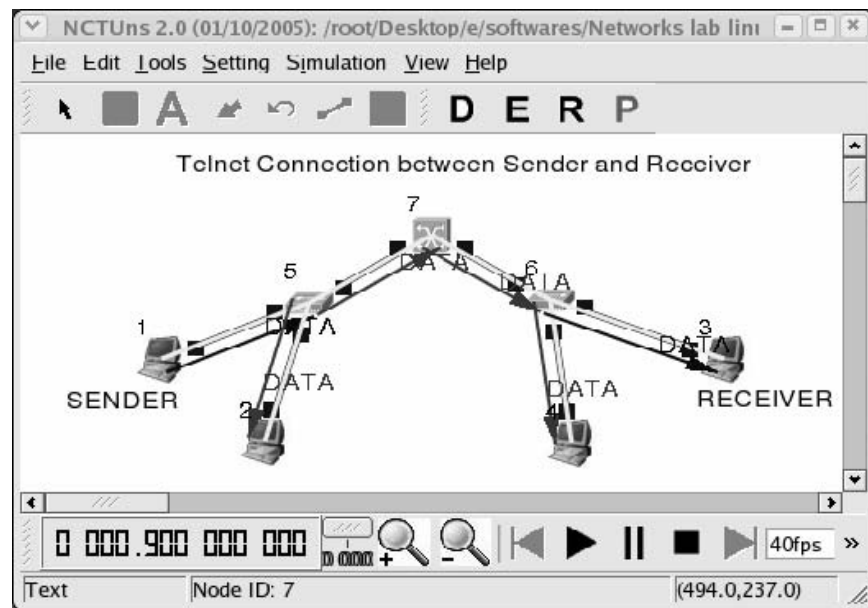 NCTUns 2.0 (01/10/2005): /root/Desktop/e/softwares/Networks lab
File Edit Tools Setting Simulation View Help
A D E R P
Telnet Connection between Sender and Receiver
7
5
6
DATA
DATA
1
DATA
3
DATA
SENDER
DATA
2
DATA
4
RECEIVER
0 000.900 000 000
40fps »
Text
Node ID: 7
(494.0,237.0)